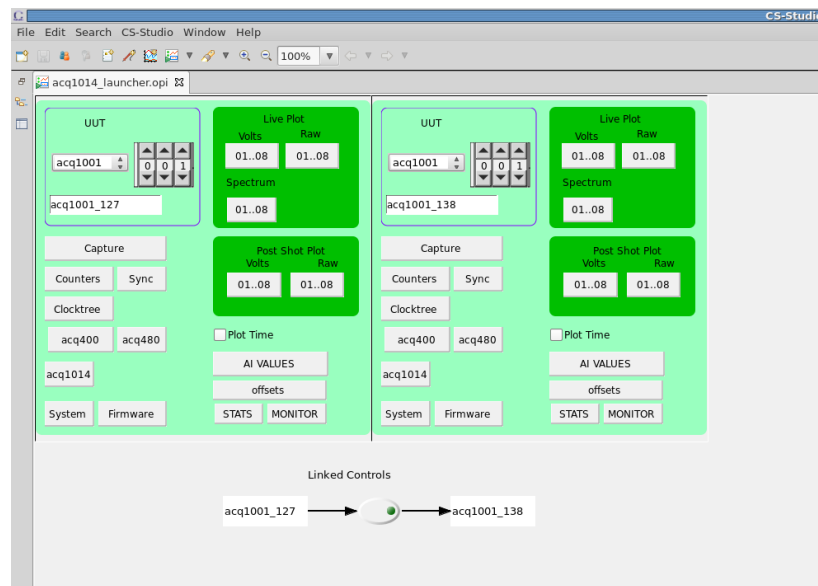 CS-Studio
File Edit Search CS-Studio Window Help
100%
acq1014_launcher.opi
UUT
acq1001
0 0 1
acq1001_127
Capture
Counters Sync
Clocktree
acq400 acq480
acq1014
System Firmware
Live Plot
Volts Raw
01..08 01..08
Spectrum
01..08
Post Shot Plot
Volts Raw
01..08 01..08
Plot Time
AI VALUES
offsets
STATS MONITOR
UUT
acq1001
0 0 1
acq1001_138
Capture
Counters Sync
Clocktree
acq400 acq480
acq1014
System Firmware
Live Plot
Volts Raw
01..08 01..08
Spectrum
01..08
Post Shot Plot
Volts Raw
01..08 01..08
Plot Time
AI VALUES
offsets
STATS MONITOR
Linked Controls
acq1001_127 acq1001_138